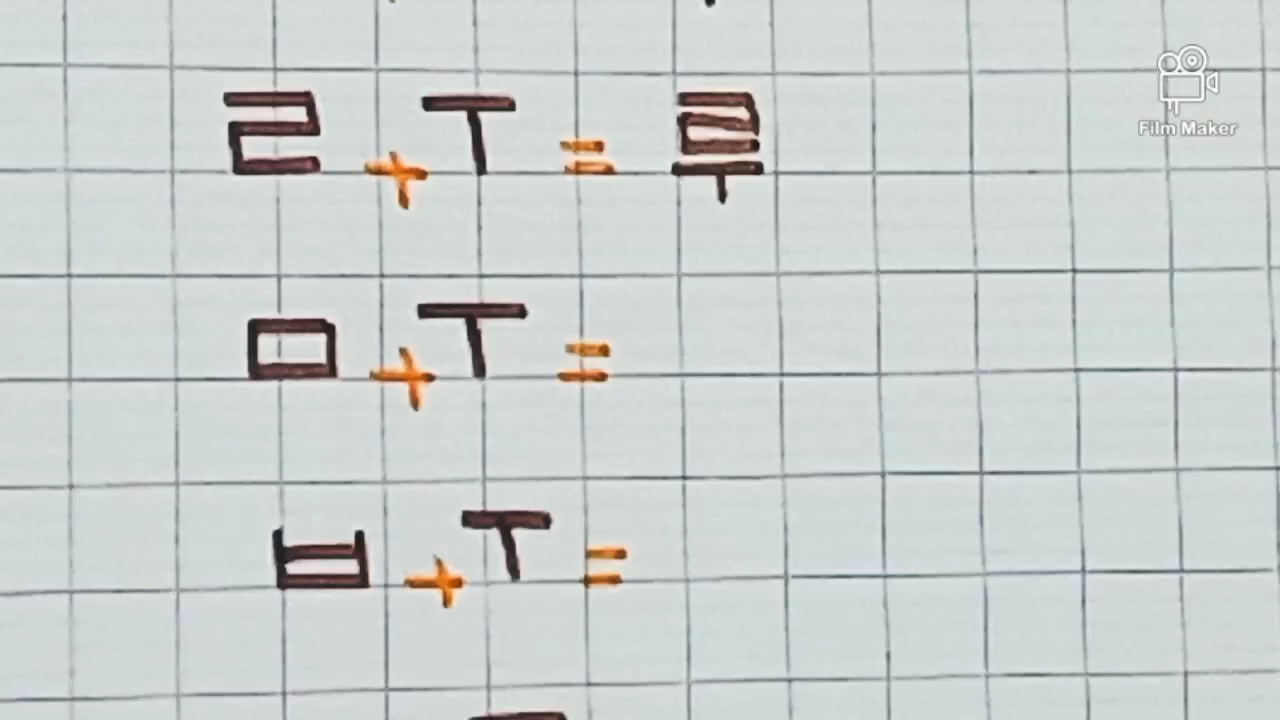 ㄹ + ㅜ = 루
ㅁ + ㅜ =
ㅂ + ㅜ =
Film Maker